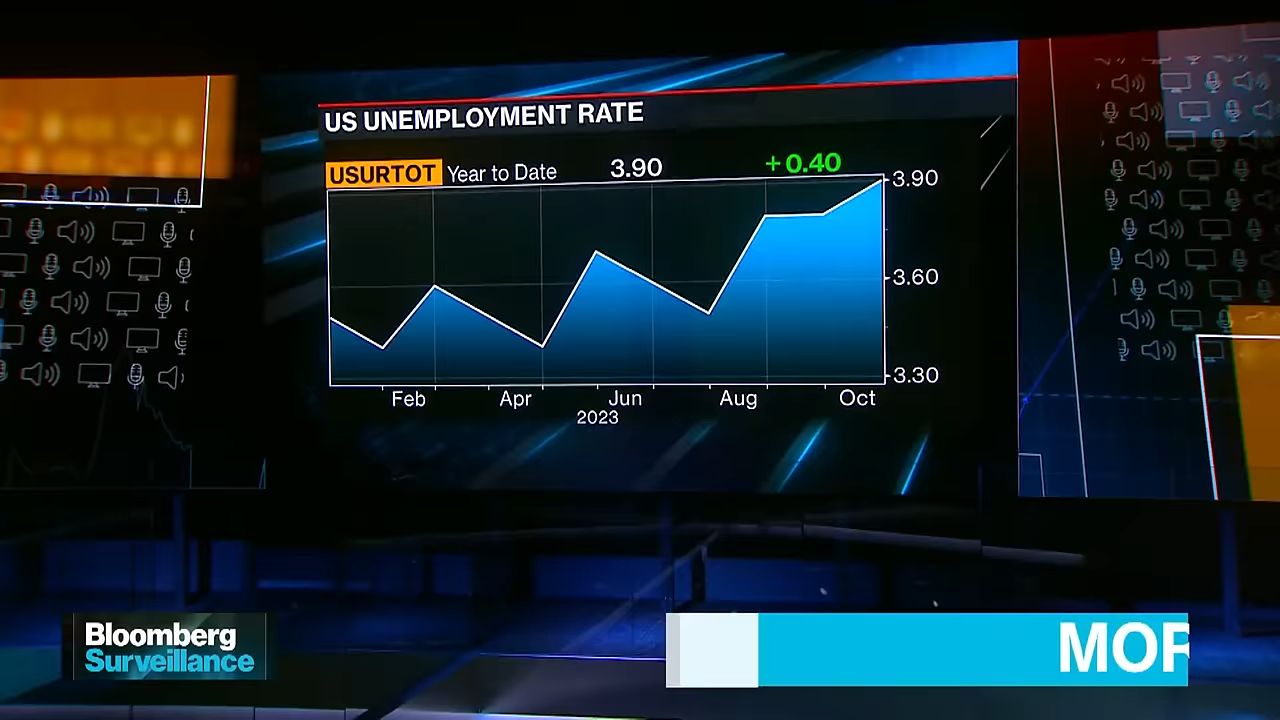 US UNEMPLOYMENT RATE
USURTOT Year to Date 3.90 +0.40
3.90
3.60
3.30
Feb Apr Jun Aug Oct
2023
Bloomberg
Surveillance